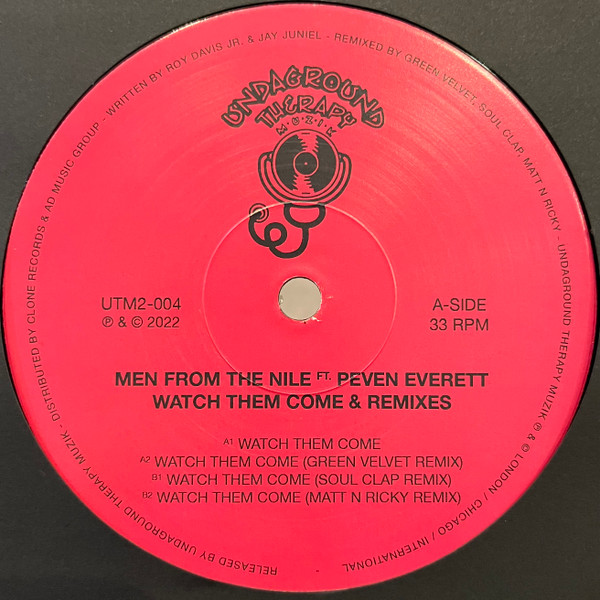 RELEASED BY UNDAGROUND THERAPY MUZIK - DISTRIBUTED BY CLONE RECORDS & AD MUSIC GROUP - WRITTEN BY ROY DAVIS JR. & JAY JUNIEL - REMIXED BY GREEN VELVET, SOUL CLAP, MATT N RICKY - UNDAGROUND THERAPY MUZIK ℗ & © LONDON / CHICAGO / INTERNATIONAL
UNDAGROUND
THERAPY
M·U·Z·I·K
UTM2-004
℗ & © 2022
A-SIDE
33 RPM
MEN FROM THE NILE FT. PEVEN EVERETT
WATCH THEM COME & REMIXES
A1 WATCH THEM COME
A2 WATCH THEM COME (GREEN VELVET REMIX)
B1 WATCH THEM COME (SOUL CLAP REMIX)
B2 WATCH THEM COME (MATT N RICKY REMIX)